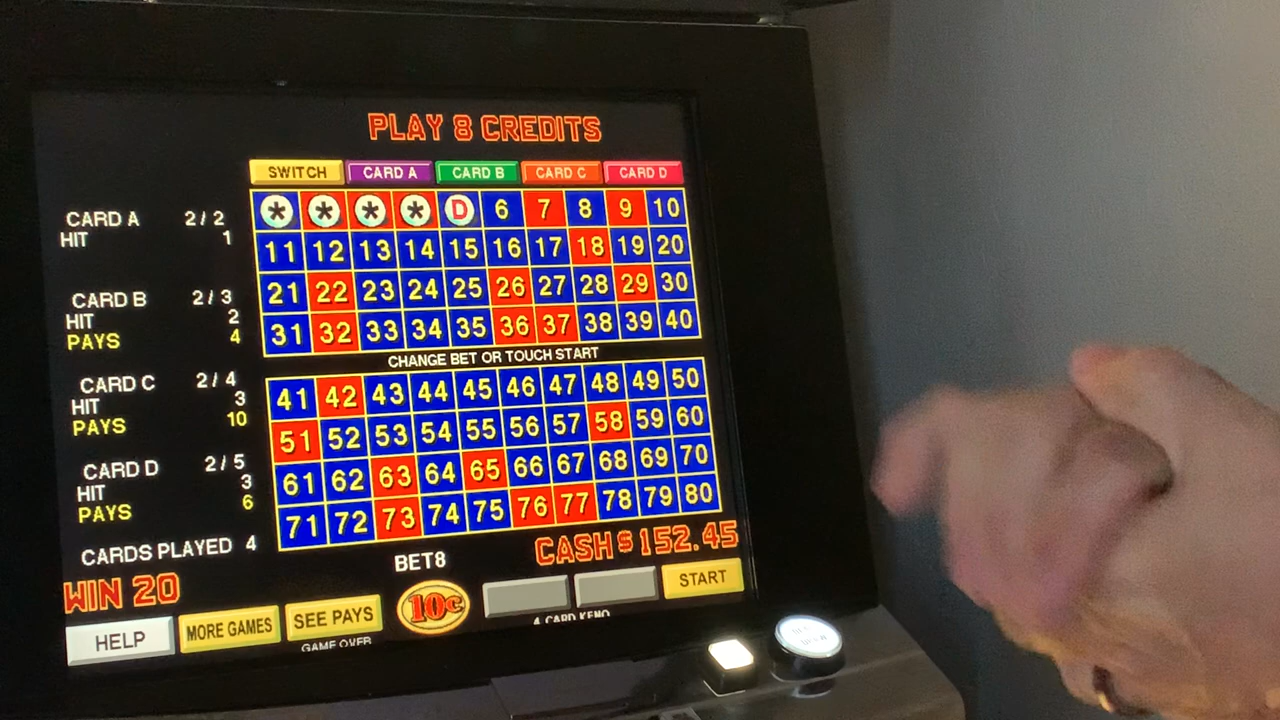 PLAY 8 CREDITS
SWITCH CARD A CARD B CARD C CARD D
* * * * D 6 7 8 9 10
11 12 13 14 15 16 17 18 19 20
21 22 23 24 25 26 27 28 29 30
31 32 33 34 35 36 37 38 39 40
CARD A 2/2
HIT 1
CARD B 2/3
HIT 2
PAYS 4
CHANGE BET OR TOUCH START
41 42 43 44 45 46 47 48 49 50
51 52 53 54 55 56 57 58 59 60
61 62 63 64 65 66 67 68 69 70
71 72 73 74 75 76 77 78 79 80
CARD C 2/4
HIT 3
PAYS 10
CARD D 2/5
HIT 3
PAYS 6
CARDS PLAYED 4
BET8
CASH $152.45
WIN 20
HELP MORE GAMES SEE PAYS 10¢ START
GAME OVER
4 CARD KENO